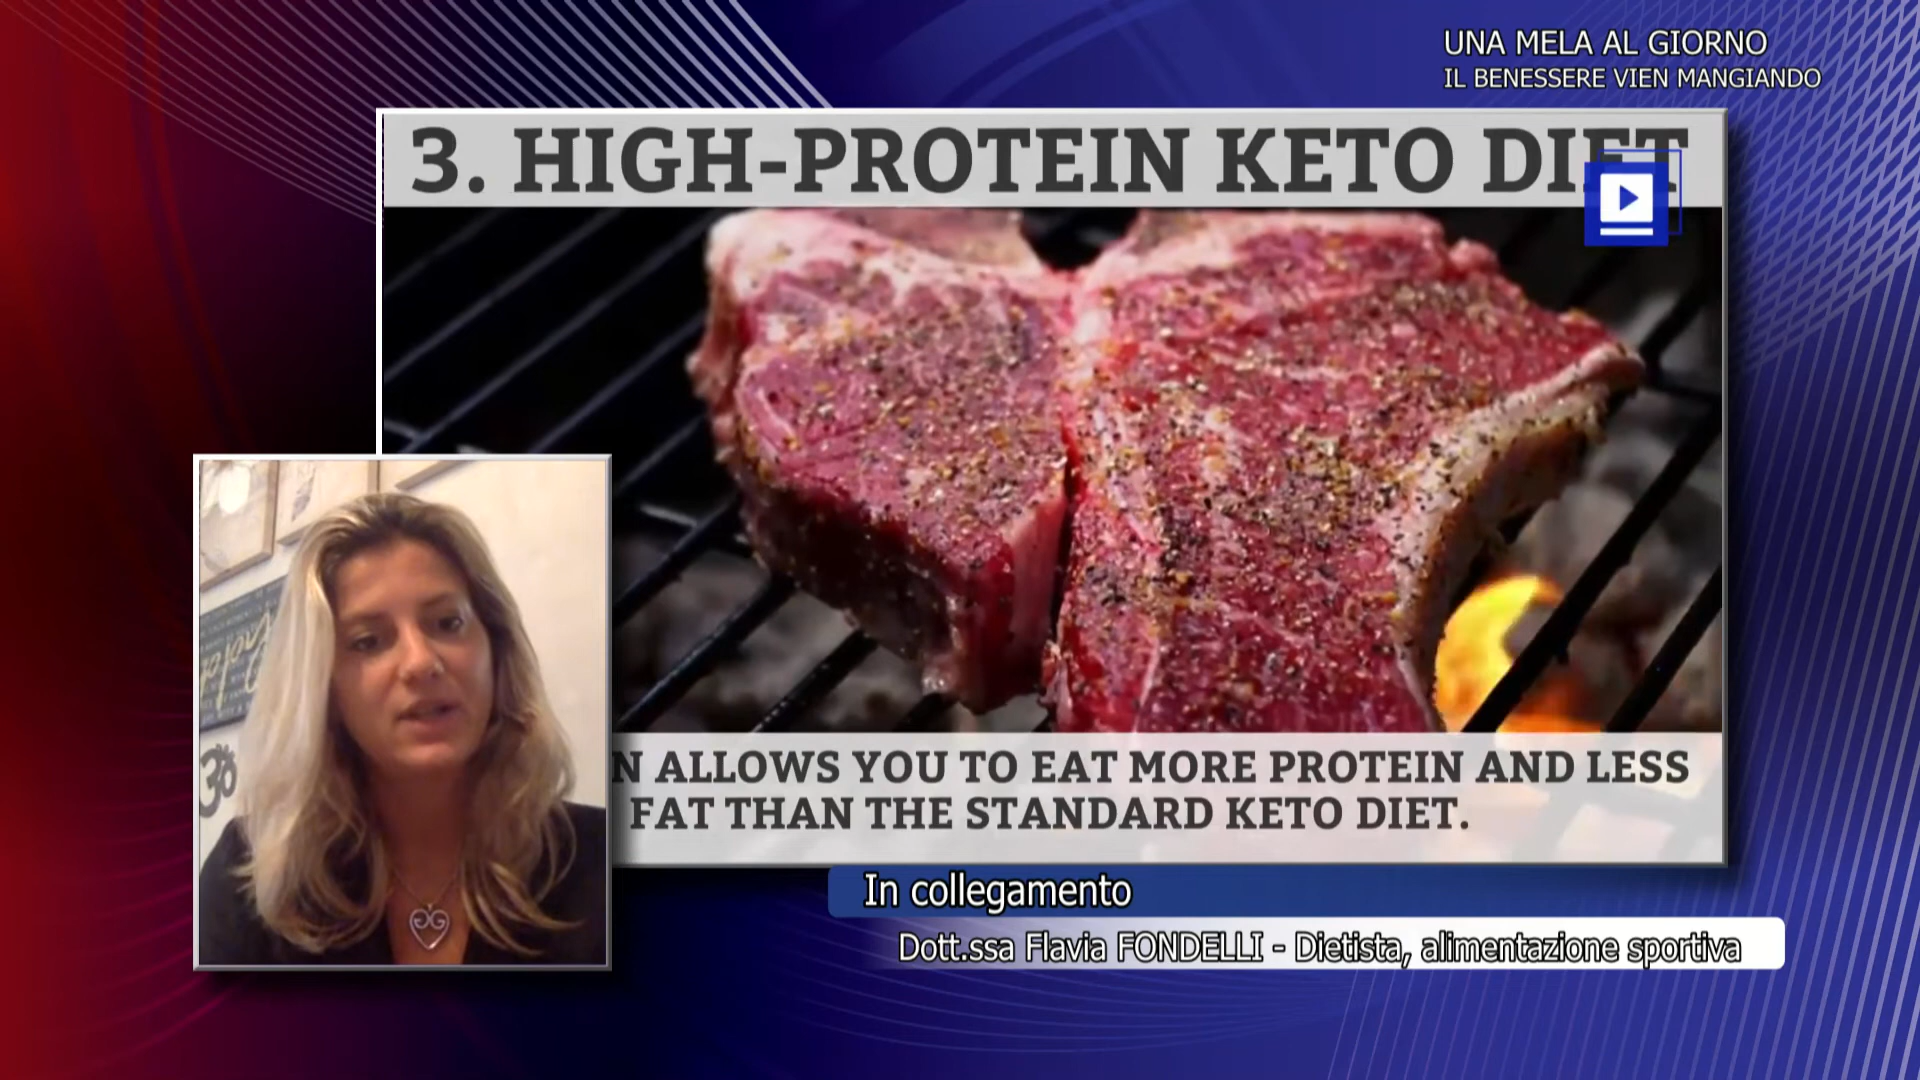 UNA MELA AL GIORNO
IL BENESSERE VIEN MANGIANDO
3. HIGH-PROTEIN KETO DIET
ALLOWS YOU TO EAT MORE PROTEIN AND LESS
FAT THAN THE STANDARD KETO DIET.
In collegamento
Dott.ssa Flavia FONDELLI - Dietista, alimentazione sportiva